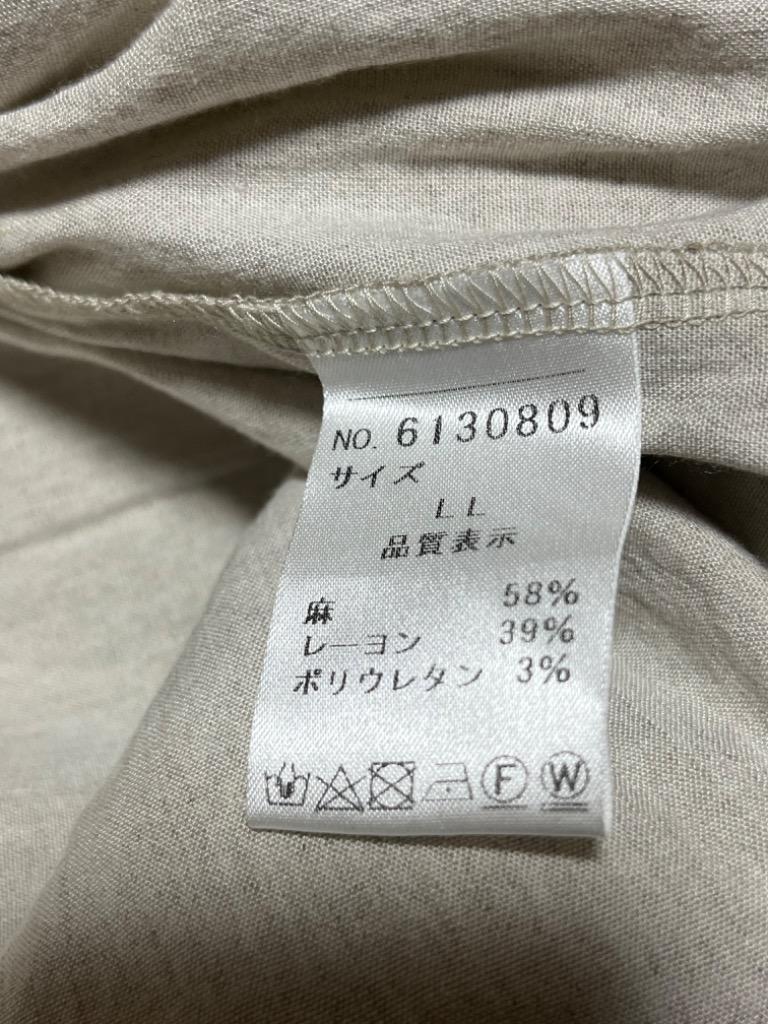 NO. 6130809
サイズ
LL
品質表示
麻 58%
レーヨン 39%
ポリウレタン 3%
F W